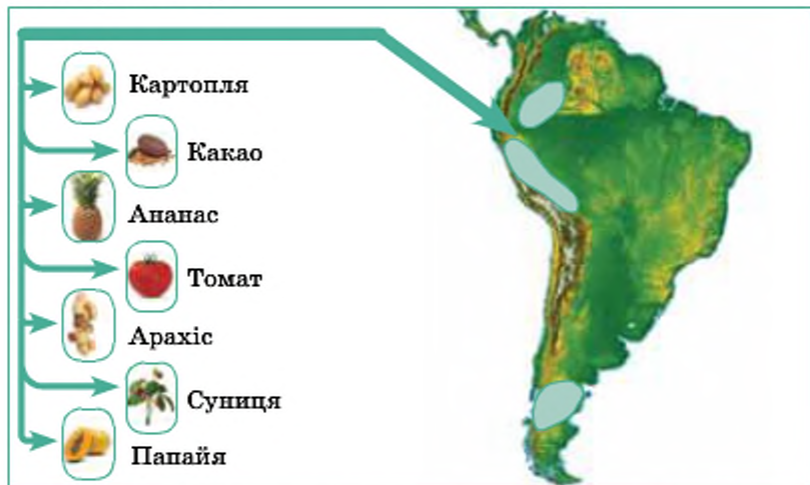 Картопля
Какао
Ананас
Томат
Арахіс
Суниця
Папайя